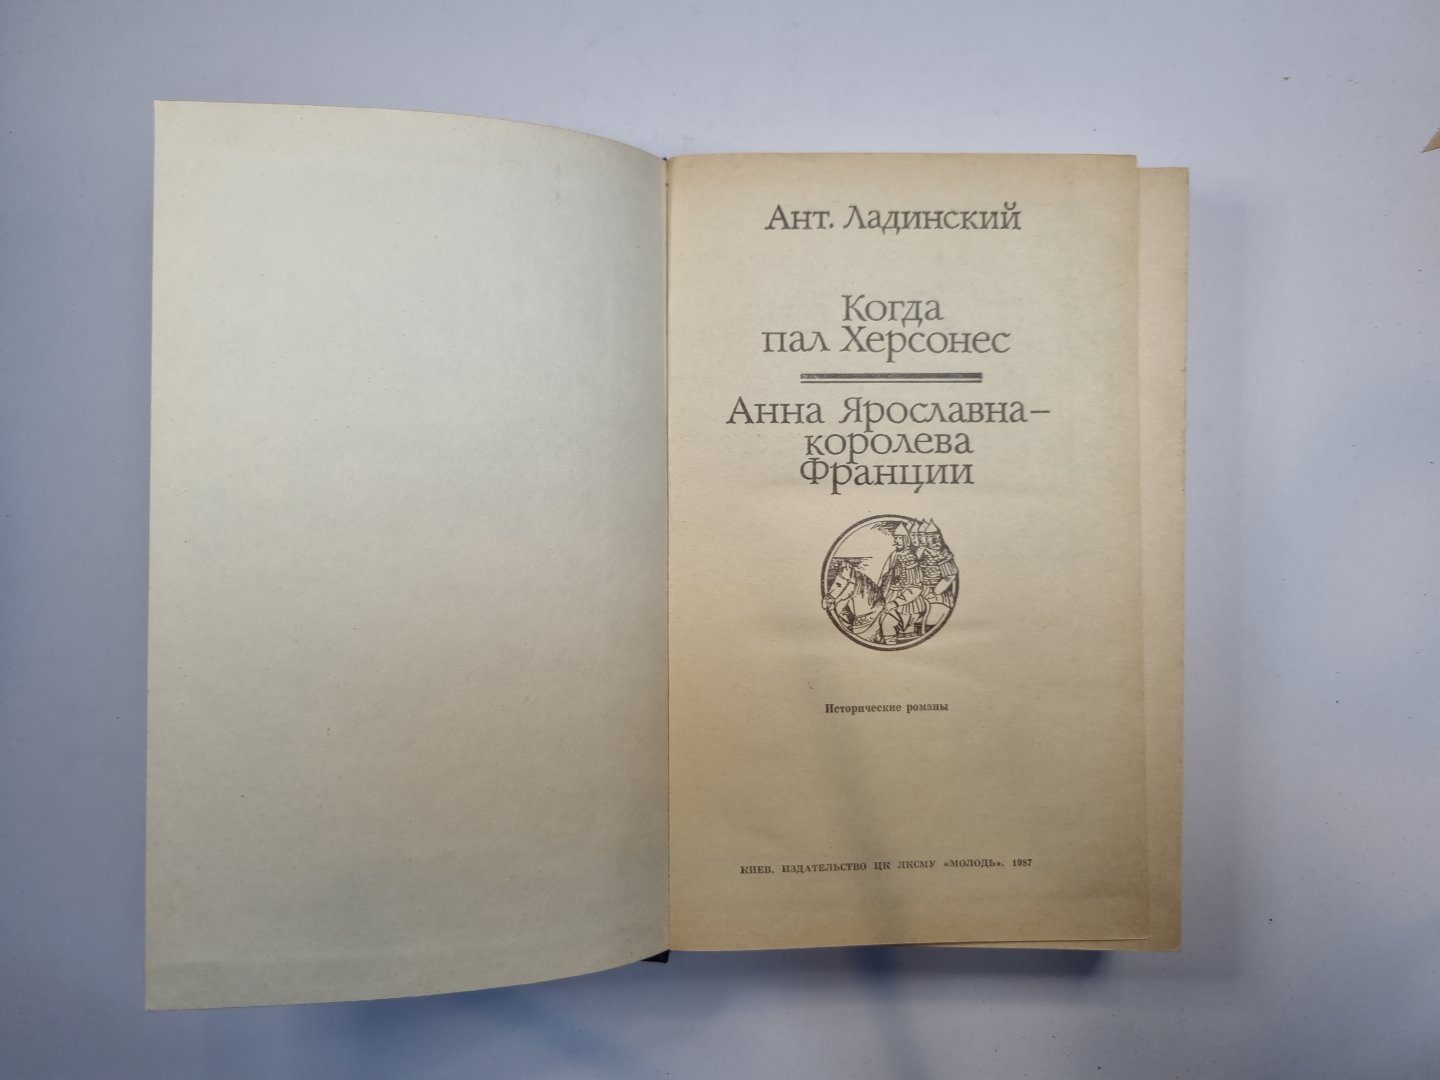 Ант. Ладинский
Когда
пал Херсонес
Анна Ярославна—
королева
Франции
Исторические романы
КИЕВ. ИЗДАТЕЛЬСТВО ЦК ЛКСМУ «МОЛОДЬ». 1987